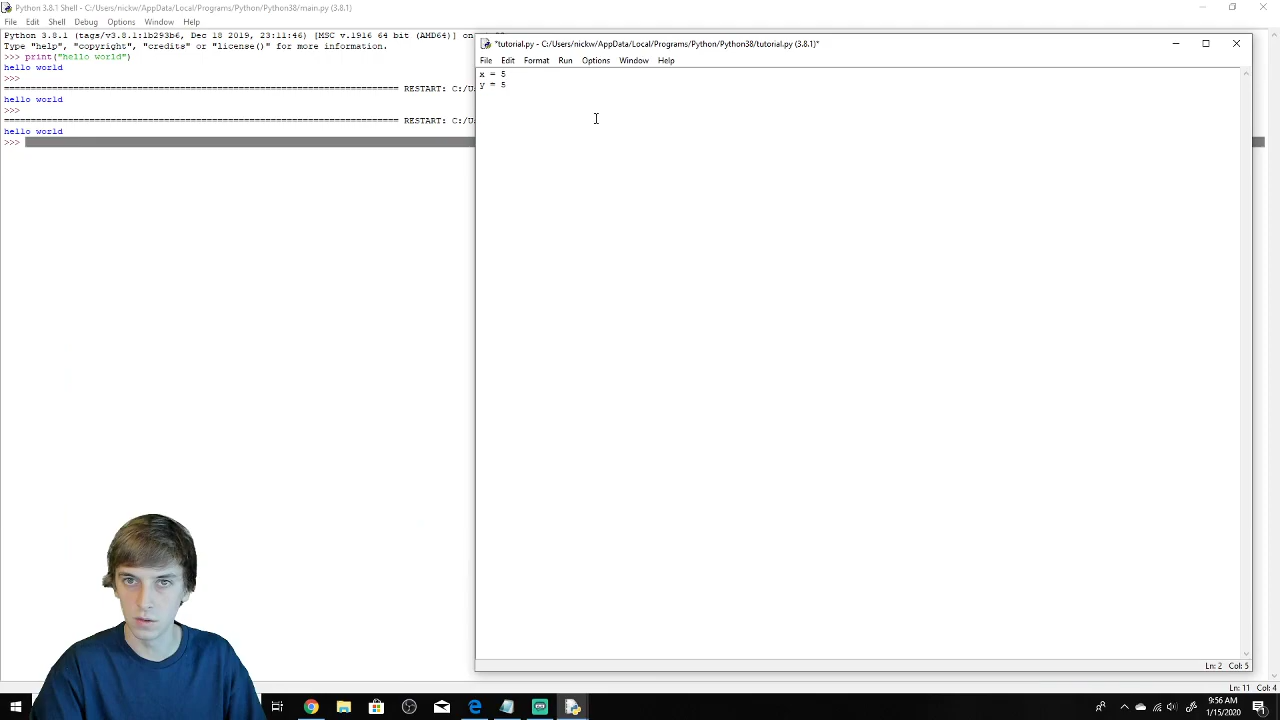 Python 3.8.1 Shell - C:/Users/nickw/AppData/Local/Programs/Python/Python38/main.py (3.8.1)
File Edit Shell Debug Options Window Help
Python 3.8.1 (tags/v3.8.1:1b293b6, Dec 18 2019, 23:11:46) [MSC v.1916 64 bit (AMD64)] on
Type "help", "copyright", "credits" or "license()" for more information.
>>> print("hello world")
hello world
>>>
RESTART: C:/U
hello world
>>>
RESTART: C:/U
hello world
>>>
*tutorial.py - C:/Users/nickw/AppData/Local/Programs/Python/Python38/tutorial.py (3.8.1)*
File Edit Format Run Options Window Help
x = 5
y = 5
Ln: 2 Col: 5
Ln: 11 Col: 4
9:56 AM
1/15/2020